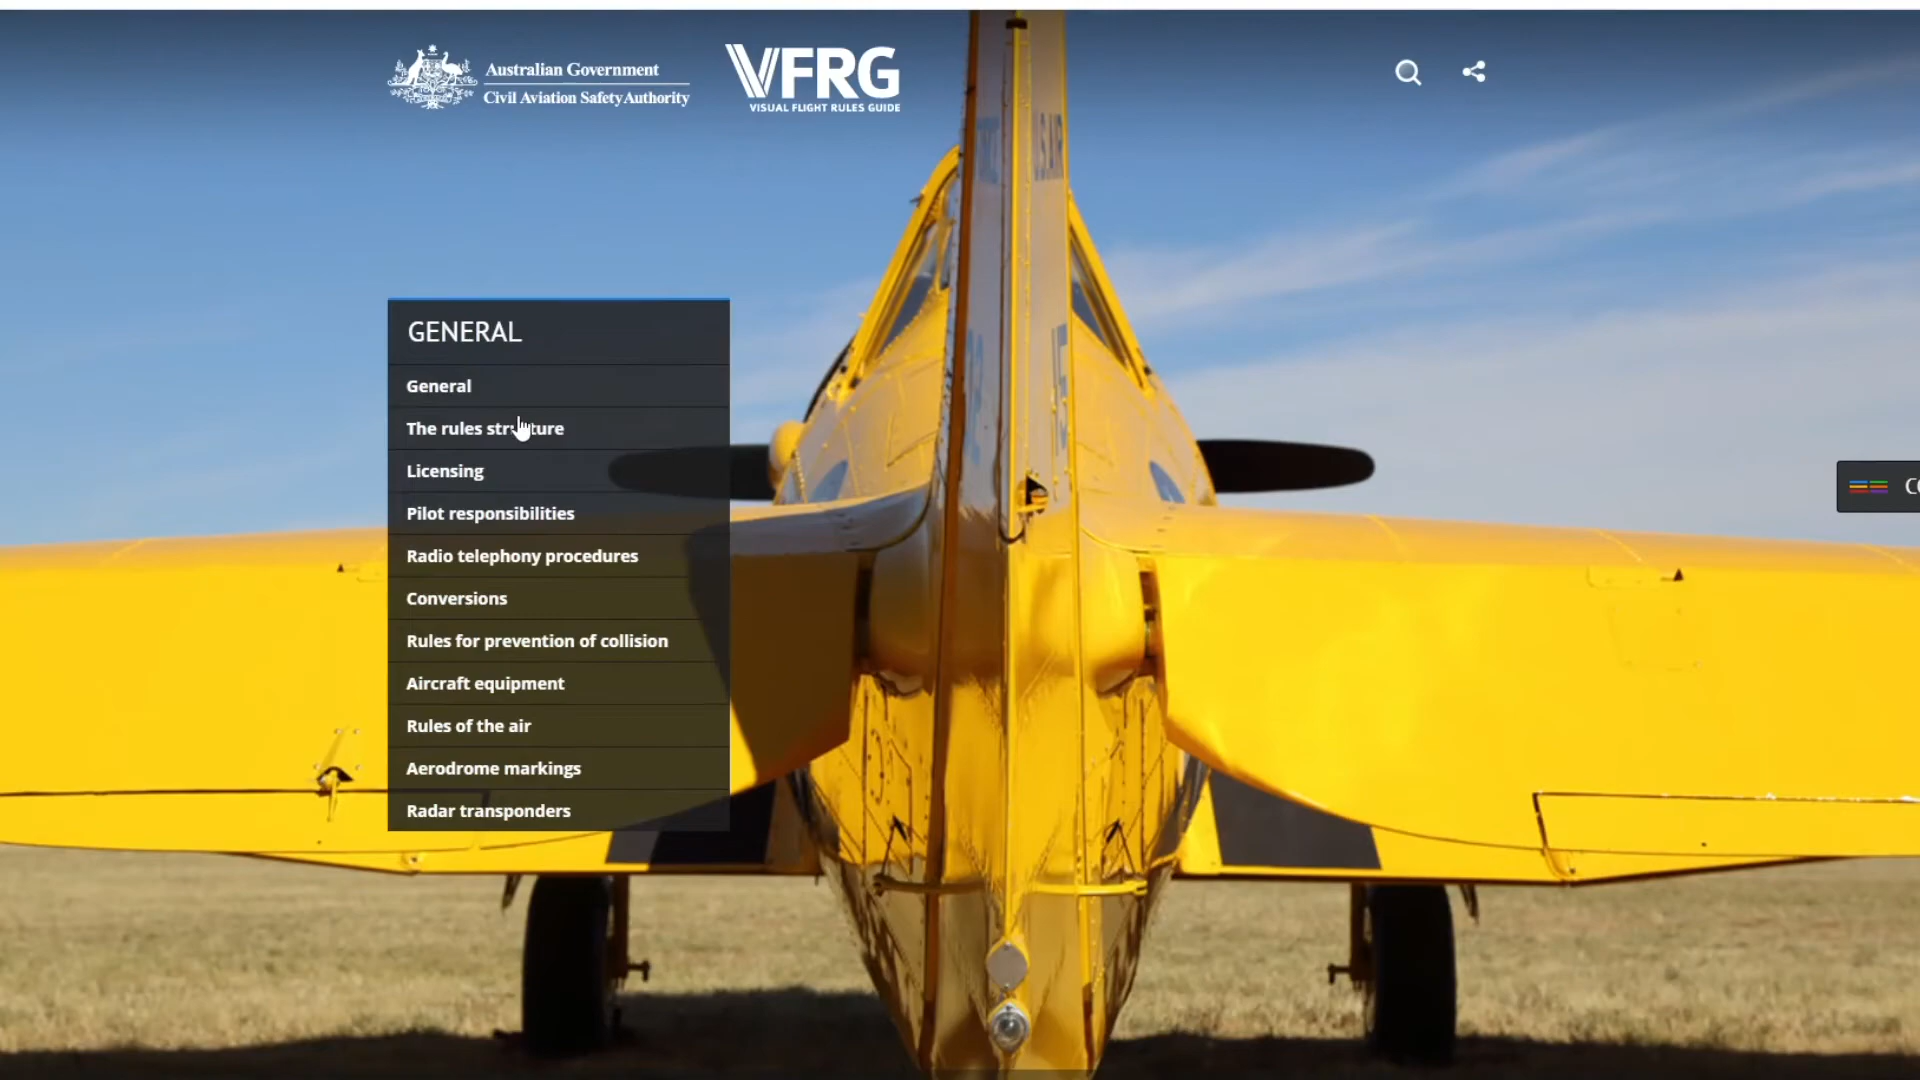 Australian Government
Civil Aviation Safety Authority
VFRG
VISUAL FLIGHT RULES GUIDE
GENERAL
General
The rules structure
Licensing
Pilot responsibilities
Radio telephony procedures
Conversions
Rules for prevention of collision
Aircraft equipment
Rules of the air
Aerodrome markings
Radar transponders